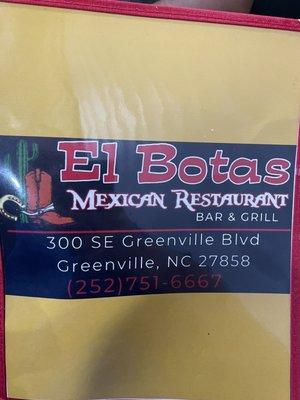 El Botas
MEXICAN RESTAURANT
BAR & GRILL
300 SE Greenville Blvd
Greenville, NC 27858
(252)751-6667